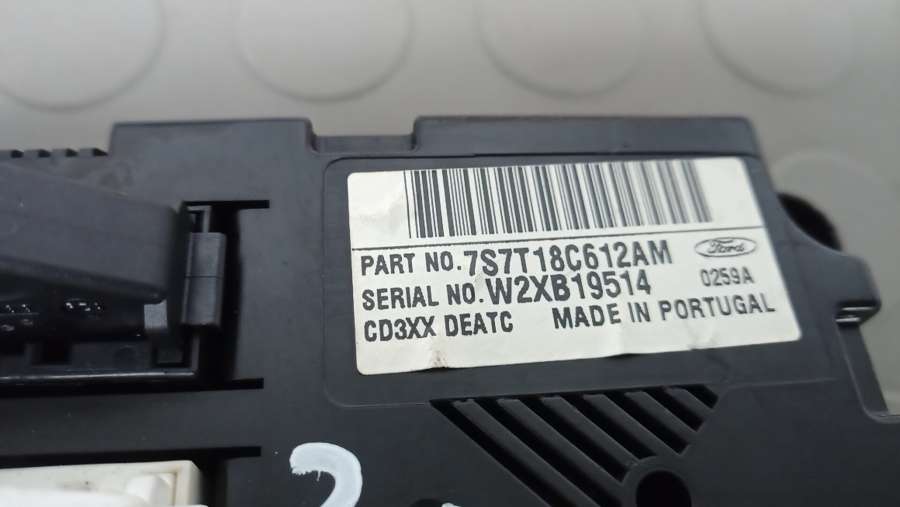 PART NO. 7S7T18C612AM Ford
SERIAL NO. W2XB19514 0259A
CD3XX DEATC MADE IN PORTUGAL
2